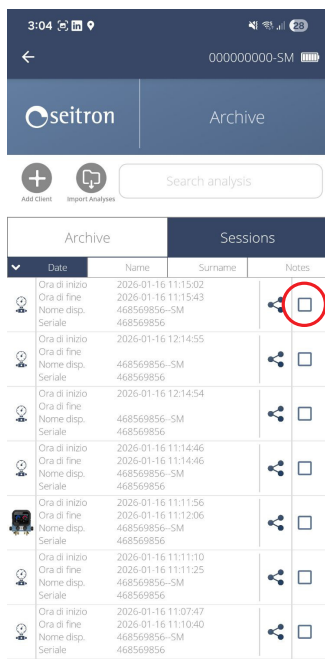 3:04
28
000000000-SM
seitron
Archive
Add Client
Import Analyses
Search analysis
Archive
Sessions
Date Name Surname Notes
Ora di inizio 2026-01-16 11:15:02
Ora di fine 2026-01-16 11:15:43
Nome disp. 468569856--SM
Seriale 468569856
Ora di inizio 2026-01-16 12:14:55
Ora di fine
Nome disp. 468569856--SM
Seriale 468569856
Ora di inizio 2026-01-16 12:14:54
Ora di fine
Nome disp. 468569856--SM
Seriale 468569856
Ora di inizio 2026-01-16 11:14:46
Ora di fine 2026-01-16 11:14:46
Nome disp. 468569856--SM
Seriale 468569856
Ora di inizio 2026-01-16 11:11:56
Ora di fine 2026-01-16 11:12:06
Nome disp. 468569856--SM
Seriale 468569856
Ora di inizio 2026-01-16 11:11:10
Ora di fine 2026-01-16 11:11:25
Nome disp. 468569856--SM
Seriale 468569856
Ora di inizio 2026-01-16 11:07:47
Ora di fine 2026-01-16 11:10:40
Nome disp. 468569856--SM
Seriale 468569856